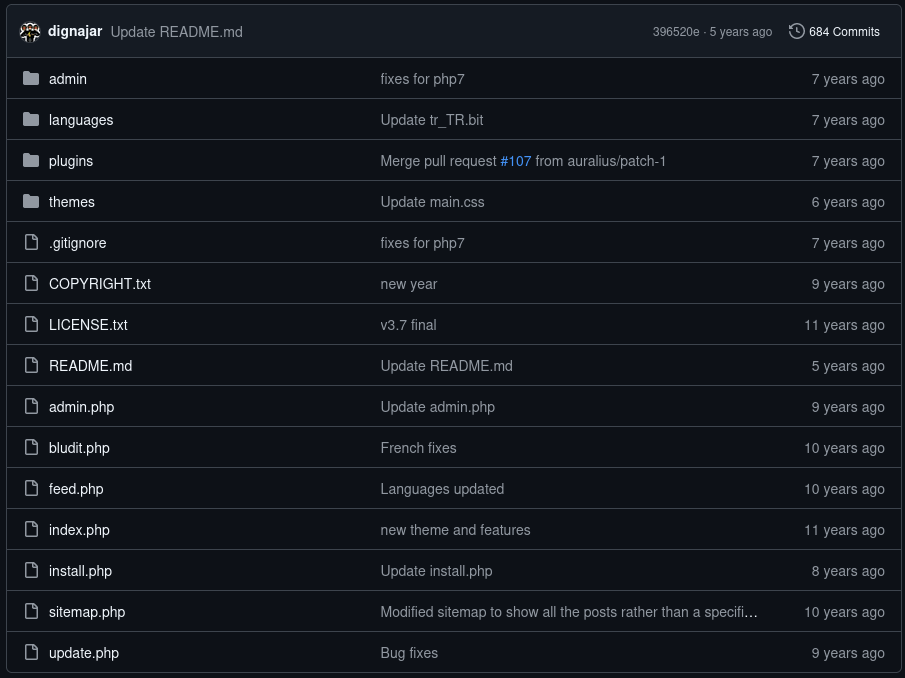 dignajar Update README.md 396520e · 5 years ago 684 Commits
admin fixes for php7 7 years ago
languages Update tr_TR.bit 7 years ago
plugins Merge pull request #107 from auralius/patch-1 7 years ago
themes Update main.css 6 years ago
.gitignore fixes for php7 7 years ago
COPYRIGHT.txt new year 9 years ago
LICENSE.txt v3.7 final 11 years ago
README.md Update README.md 5 years ago
admin.php Update admin.php 9 years ago
bludit.php French fixes 10 years ago
feed.php Languages updated 10 years ago
index.php new theme and features 11 years ago
install.php Update install.php 8 years ago
sitemap.php Modified sitemap to show all the posts rather than a specifi… 10 years ago
update.php Bug fixes 9 years ago